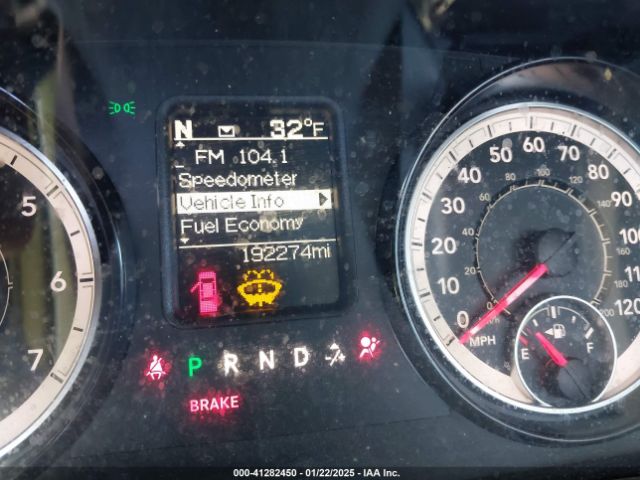 N 32°F
FM 104.1
Speedometer
Vehicle Info
Fuel Economy
192274mi
P R N D
BRAKE
5
6
7
0
10
20
30
40
50
60
70
80
90
100
110
120
MPH
E F
000-41282450 - 01/22/2025 - IAA Inc.